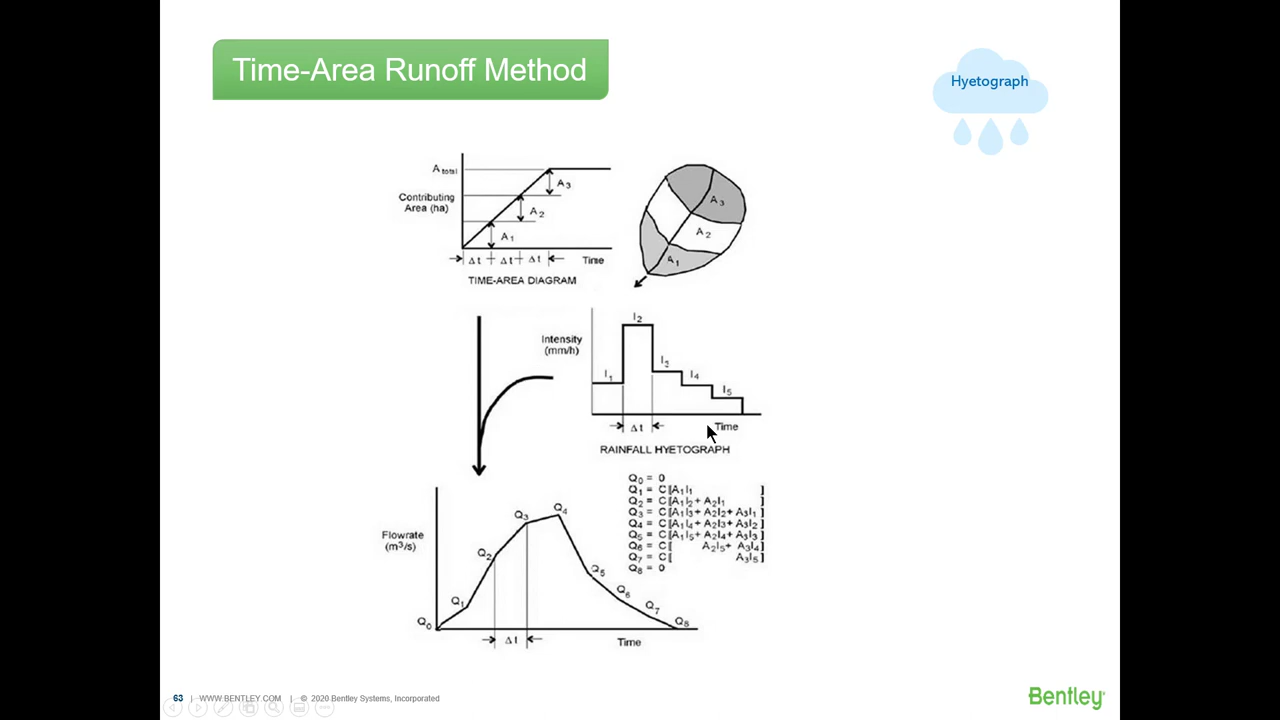 Time-Area Runoff Method
Hyetograph
A total
Contributing
Area (ha)
A3
A2
A1
Δt Δt Δt
Time
TIME-AREA DIAGRAM
A3
A2
A1
Intensity
(mm/h)
I1
I2
I3
I4
I5
Δt
Time
RAINFALL HYETOGRAPH
Q0 = 0
Q1 = C[A1I1 ]
Q2 = C[A1I2+ A2I1 ]
Q3 = C[A1I3+ A2I2+ A3I1 ]
Q4 = C[A1I4+ A2I3+ A3I2]
Q5 = C[A1I5+ A2I4+ A3I3]
Q6 = C[ A2I5+ A3I4]
Q7 = C[ A3I5]
Q8 = 0
Flowrate
(m³/s)
Q0
Q1
Q2
Q3
Q4
Q5
Q6
Q7
Q8
Δt
Time
63 | WWW.BENTLEY.COM | © 2020 Bentley Systems, Incorporated
Bentley